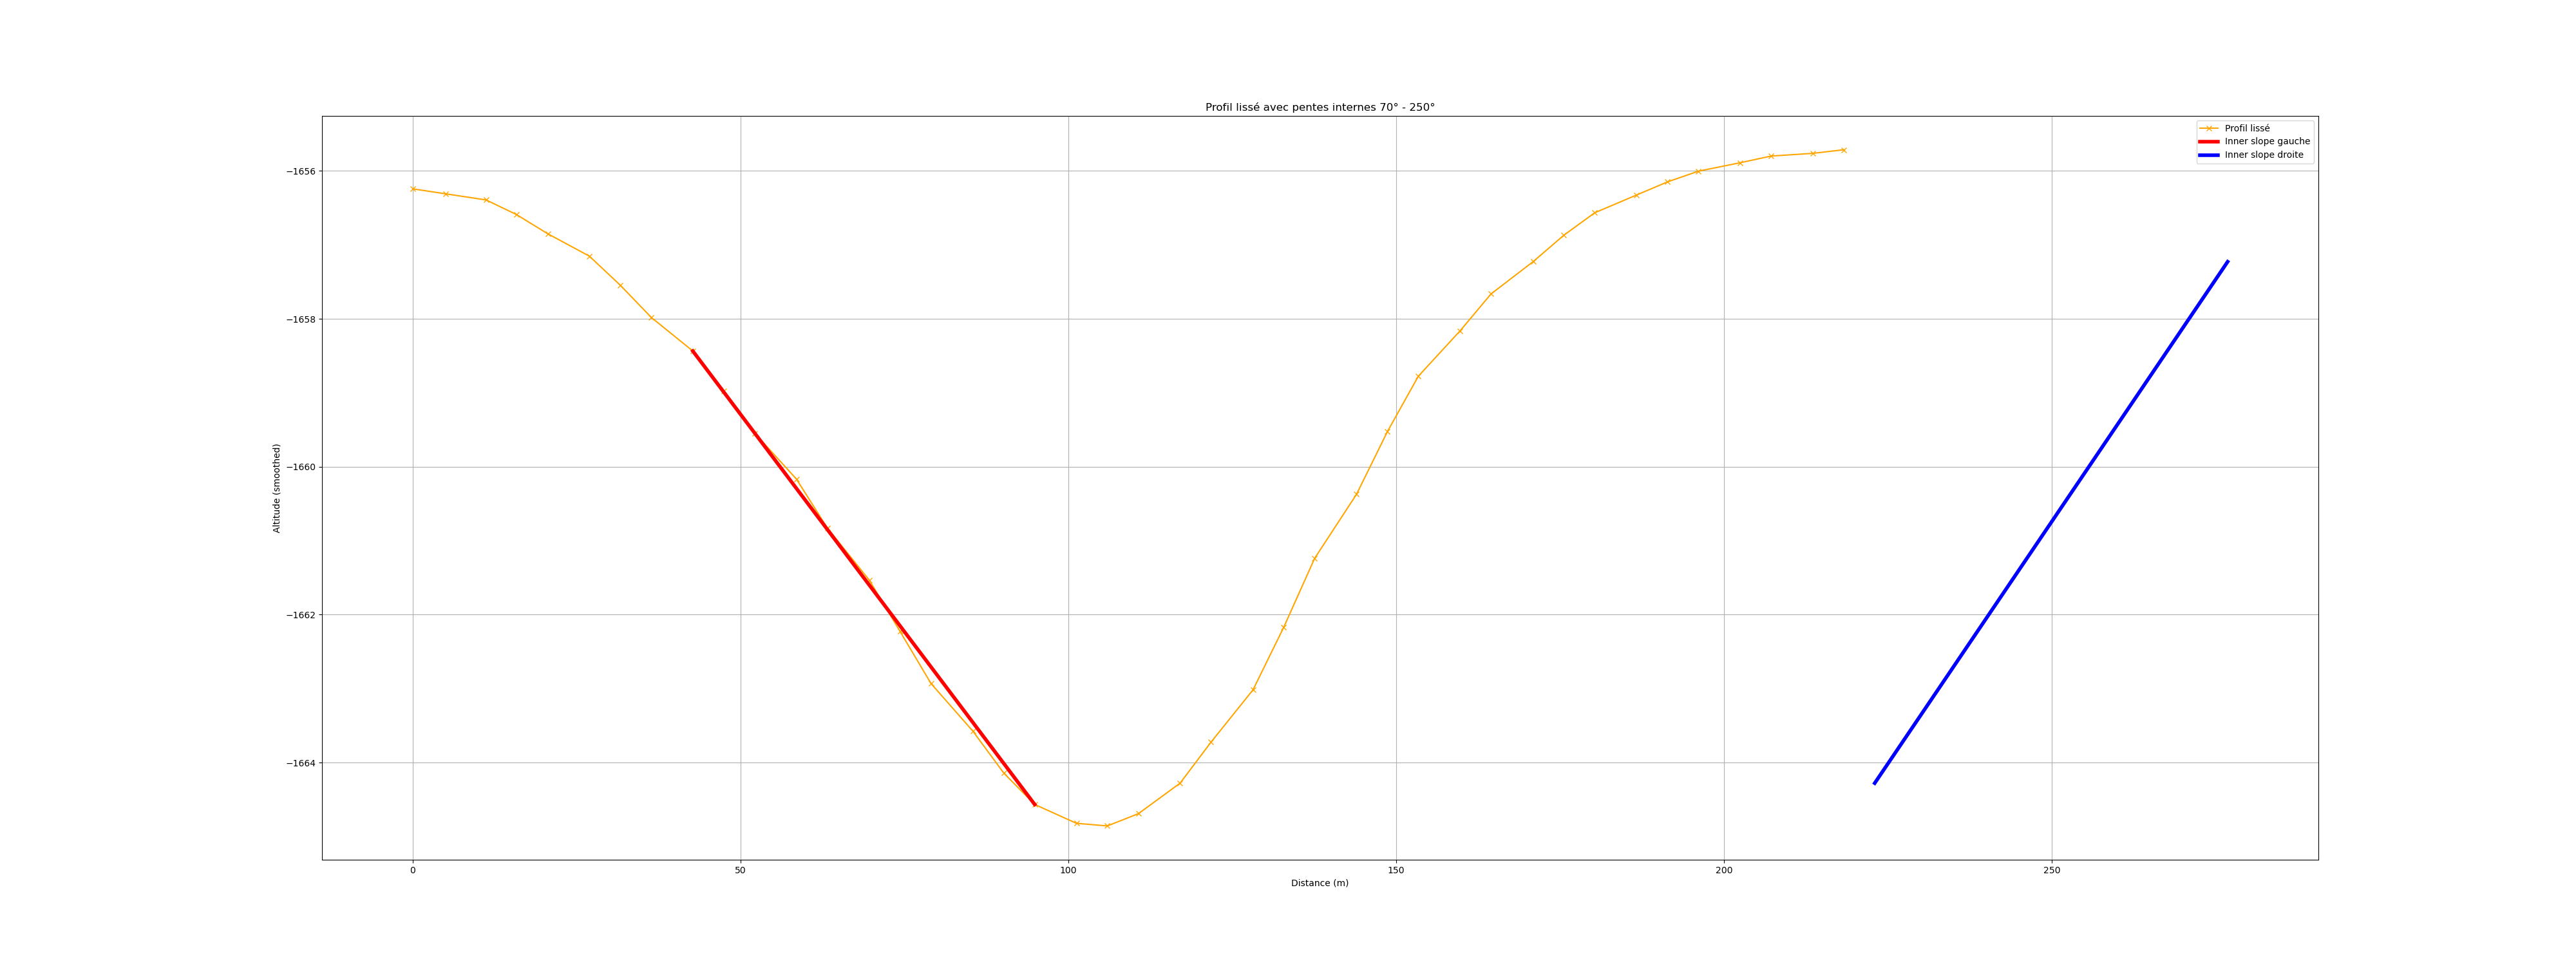 Profil lissé avec pentes internes 70° - 250°
Profil lissé
Inner slope gauche
Inner slope droite
−1656
−1658
−1660
−1662
−1664
Altitude (smoothed)
0
50
100
150
200
250
Distance (m)